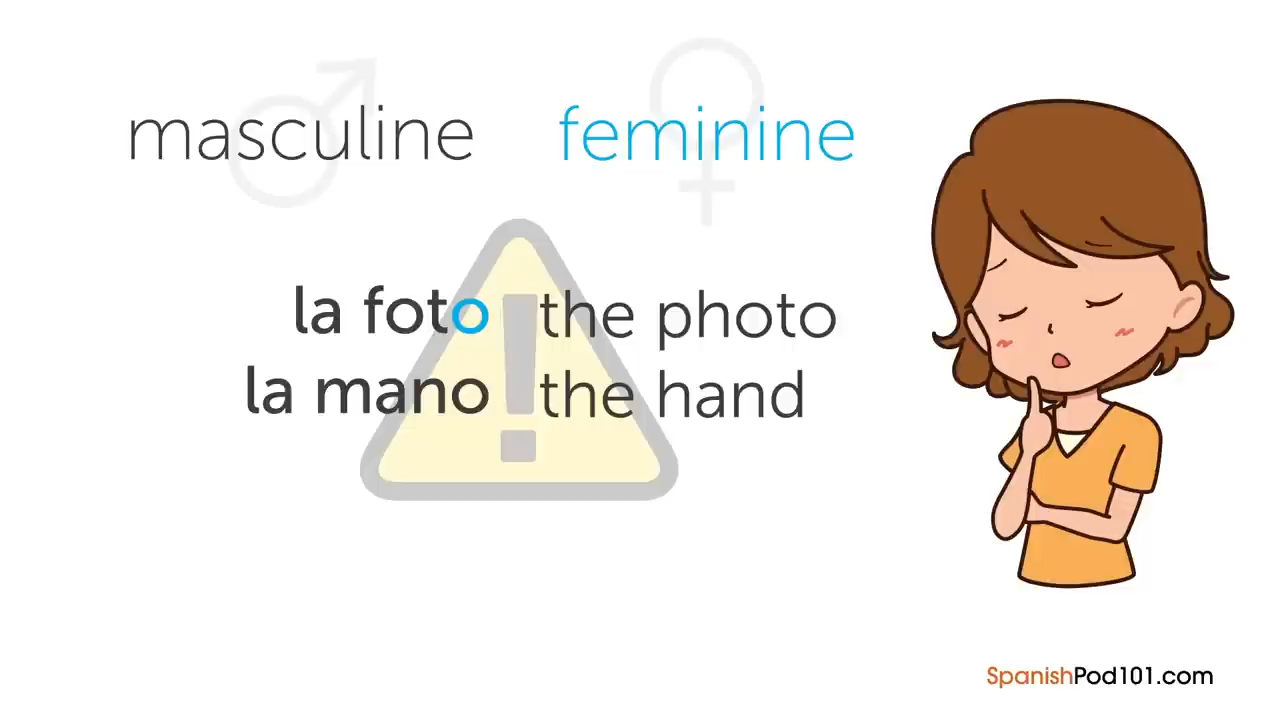 masculine feminine
la foto the photo
la mano the hand
SpanishPod101.com